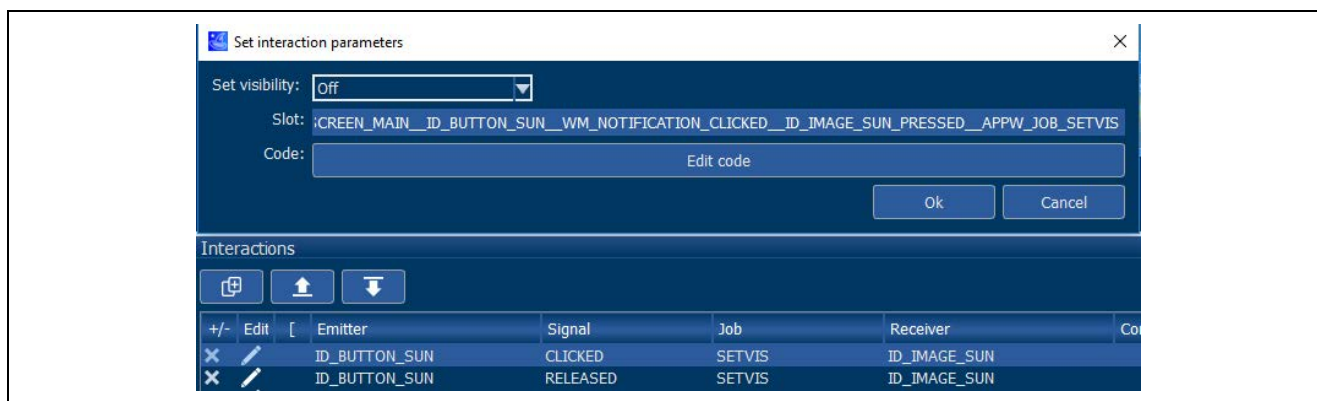 Set interaction parameters
Set visibility: Off
Slot: SCREEN_MAIN__ID_BUTTON_SUN__WM_NOTIFICATION_CLICKED__ID_IMAGE_SUN_PRESSED__APPW_JOB_SETVIS
Code: Edit code
Ok Cancel
Interactions
+/- Edit [ Emitter Signal Job Receiver Co
ID_BUTTON_SUN CLICKED SETVIS ID_IMAGE_SUN
ID_BUTTON_SUN RELEASED SETVIS ID_IMAGE_SUN